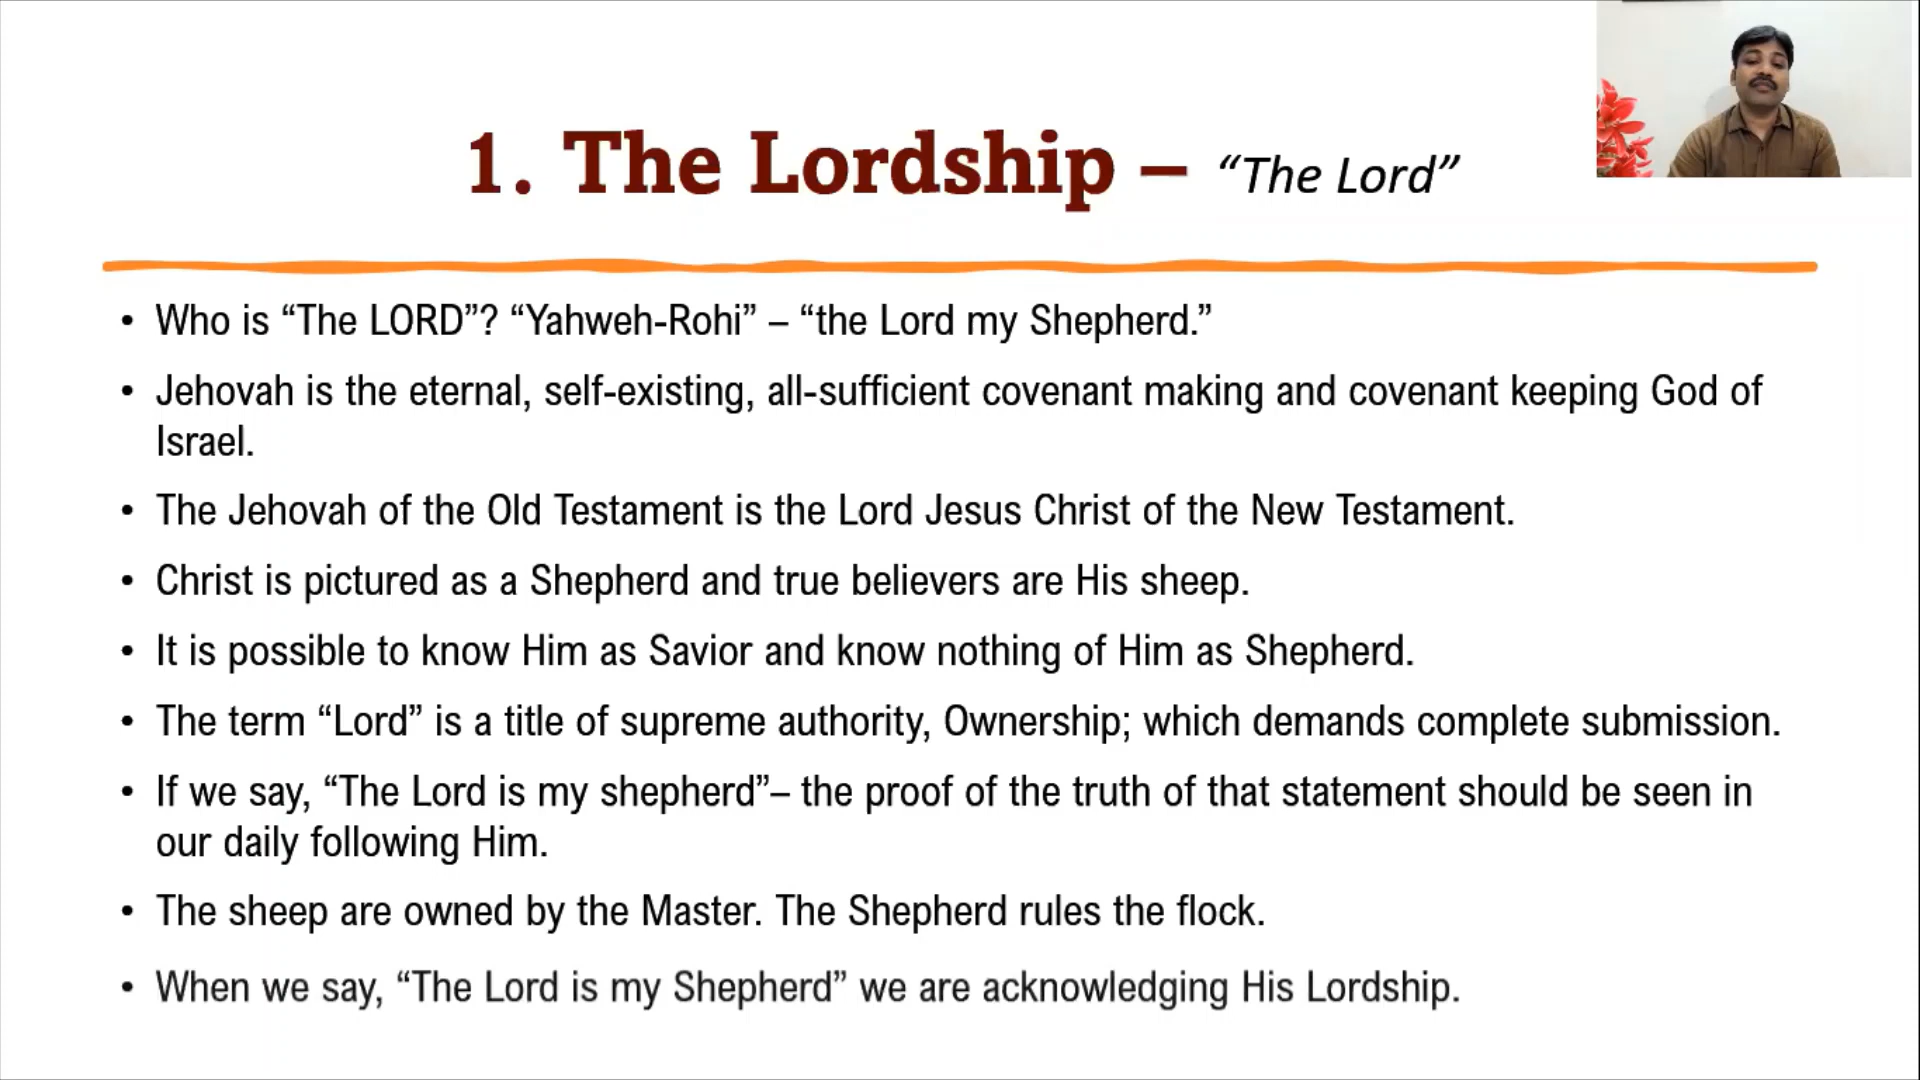 1. The Lordship – “The Lord”
• Who is “The LORD”? “Yahweh-Rohi” – “the Lord my Shepherd.”
• Jehovah is the eternal, self-existing, all-sufficient covenant making and covenant keeping God of
Israel.
• The Jehovah of the Old Testament is the Lord Jesus Christ of the New Testament.
• Christ is pictured as a Shepherd and true believers are His sheep.
• It is possible to know Him as Savior and know nothing of Him as Shepherd.
• The term “Lord” is a title of supreme authority, Ownership; which demands complete submission.
• If we say, “The Lord is my shepherd”– the proof of the truth of that statement should be seen in
our daily following Him.
• The sheep are owned by the Master. The Shepherd rules the flock.
• When we say, “The Lord is my Shepherd” we are acknowledging His Lordship.